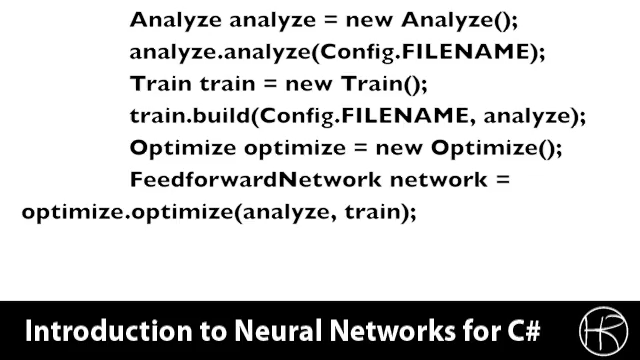 Analyze analyze = new Analyze();
analyze.analyze(Config.FILENAME);
Train train = new Train();
train.build(Config.FILENAME, analyze);
Optimize optimize = new Optimize();
FeedforwardNetwork network =
optimize.optimize(analyze, train);
Introduction to Neural Networks for C#